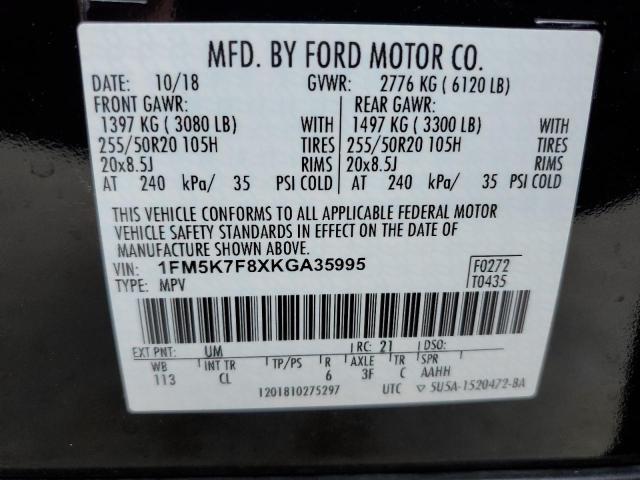 MFD. BY FORD MOTOR CO.
DATE: 10/18 GVWR: 2776 KG ( 6120 LB)
FRONT GAWR: REAR GAWR:
1397 KG ( 3080 LB) WITH 1497 KG ( 3300 LB) WITH
255/50R20 105H TIRES 255/50R20 105H TIRES
20x8.5J RIMS 20x8.5J RIMS
AT 240 kPa/ 35 PSI COLD AT 240 kPa/ 35 PSI COLD
THIS VEHICLE CONFORMS TO ALL APPLICABLE FEDERAL MOTOR
VEHICLE SAFETY STANDARDS IN EFFECT ON THE DATE OF
MANUFACTURE SHOWN ABOVE.
VIN: 1FM5K7F8XKGA35995 F0272
TYPE: MPV T0435
EXT PNT: UM RC: 21 DSO:
WB INT TR TP/PS R AXLE TR SPR
113 CL 6 3F C AAHH
1201810275297 UTC 5U5A-1520472-BA